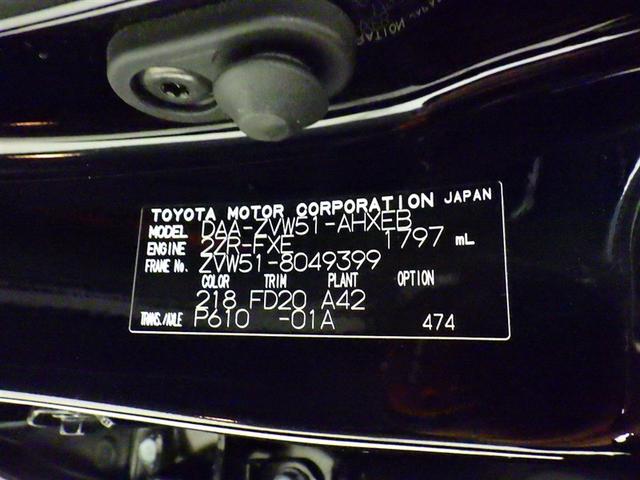 TOYOTA MOTOR CORPORATION JAPAN
MODEL DAA-ZVW51-AHXEB
ENGINE 2ZR-FXE 1797 mL
FRAME No. ZVW51-8049399
COLOR TRIM PLANT OPTION
218 FD20 A42
TRANS./AXLE P610 -01A 474